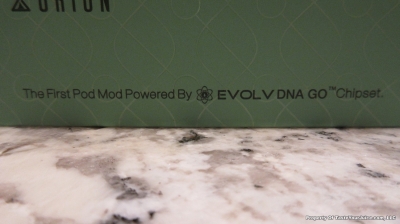 ORION
The First Pod Mod Powered By EVOLV DNA GO™ Chipset.